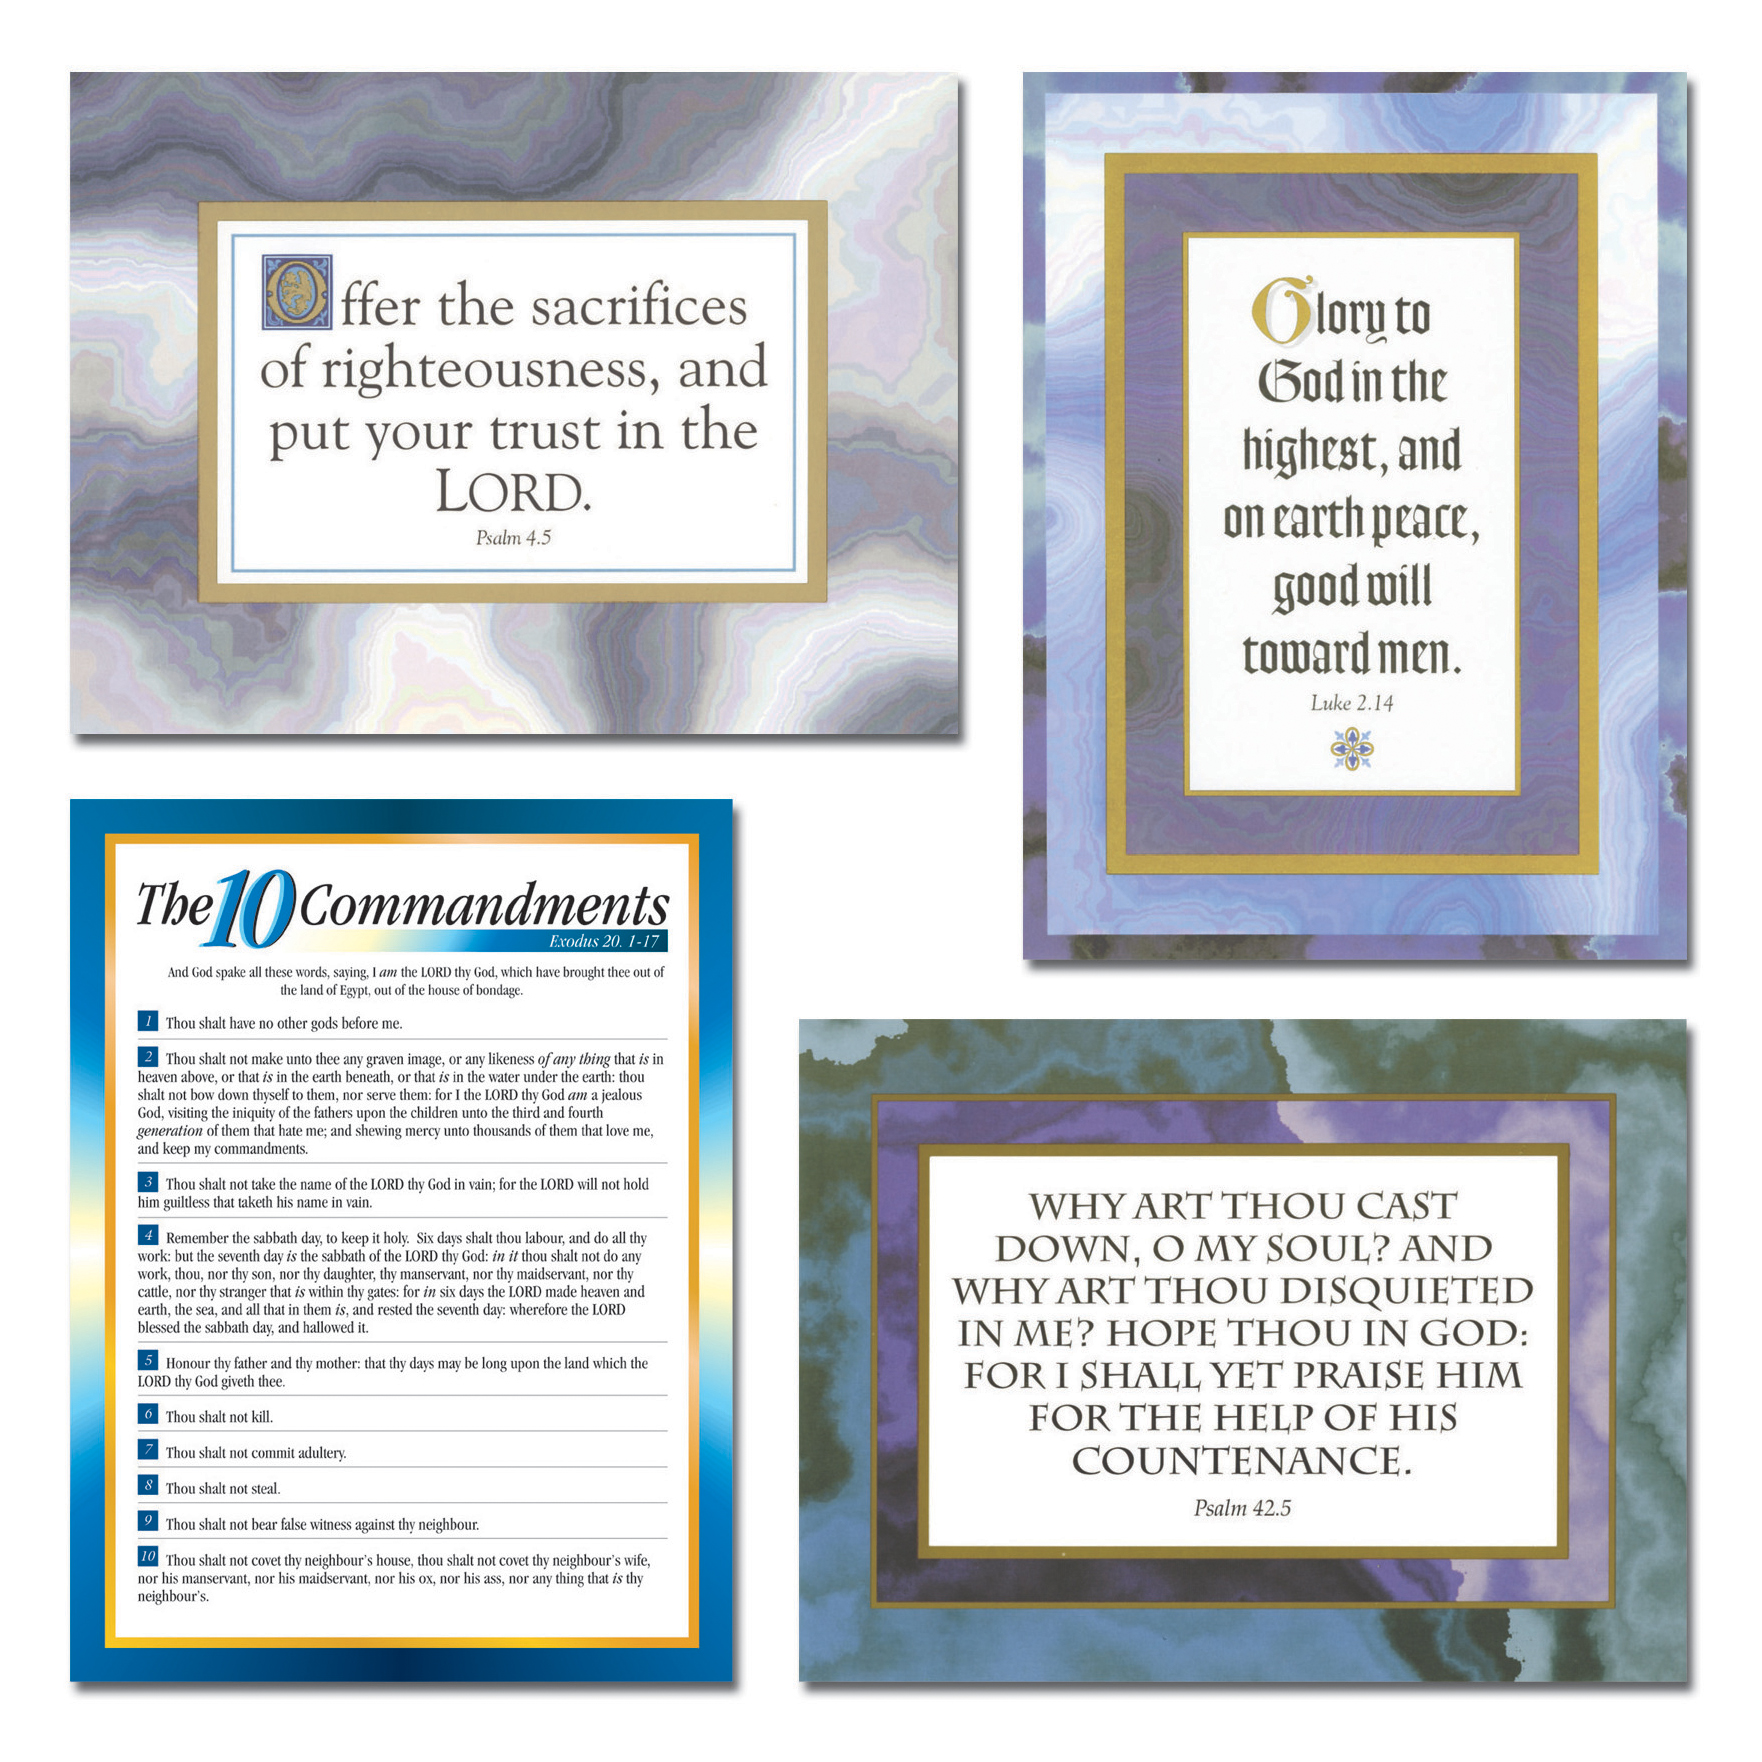 Offer the sacrifices
of righteousness, and
put your trust in the
LORD.
Psalm 4.5
Glory to
God in the
highest, and
on earth peace,
good will
toward men.
Luke 2.14
The 10 Commandments
Exodus 20. 1-17
And God spake all these words, saying, I am the LORD thy God, which have brought thee out of
the land of Egypt, out of the house of bondage.
1 Thou shalt have no other gods before me.
2 Thou shalt not make unto thee any graven image, or any likeness of any thing that is in
heaven above, or that is in the earth beneath, or that is in the water under the earth: thou
shalt not bow down thyself to them, nor serve them: for I the LORD thy God am a jealous
God, visiting the iniquity of the fathers upon the children unto the third and fourth
generation of them that hate me; and shewing mercy unto thousands of them that love me,
and keep my commandments.
3 Thou shalt not take the name of the LORD thy God in vain; for the LORD will not hold
him guiltless that taketh his name in vain.
4 Remember the sabbath day, to keep it holy. Six days shalt thou labour, and do all thy
work: but the seventh day is the sabbath of the LORD thy God: in it thou shalt not do any
work, thou, nor thy son, nor thy daughter, thy manservant, nor thy maidservant, nor thy
cattle, nor thy stranger that is within thy gates: for in six days the LORD made heaven and
earth, the sea, and all that in them is, and rested the seventh day: wherefore the LORD
blessed the sabbath day, and hallowed it.
5 Honour thy father and thy mother: that thy days may be long upon the land which the
LORD thy God giveth thee.
6 Thou shalt not kill.
7 Thou shalt not commit adultery.
8 Thou shalt not steal.
9 Thou shalt not bear false witness against thy neighbour.
10 Thou shalt not covet thy neighbour's house, thou shalt not covet thy neighbour's wife,
nor his manservant, nor his maidservant, nor his ox, nor his ass, nor any thing that is thy
neighbour's.
WHY ART THOU CAST
DOWN, O MY SOUL? AND
WHY ART THOU DISQUIETED
IN ME? HOPE THOU IN GOD:
FOR I SHALL YET PRAISE HIM
FOR THE HELP OF HIS
COUNTENANCE.
Psalm 42.5